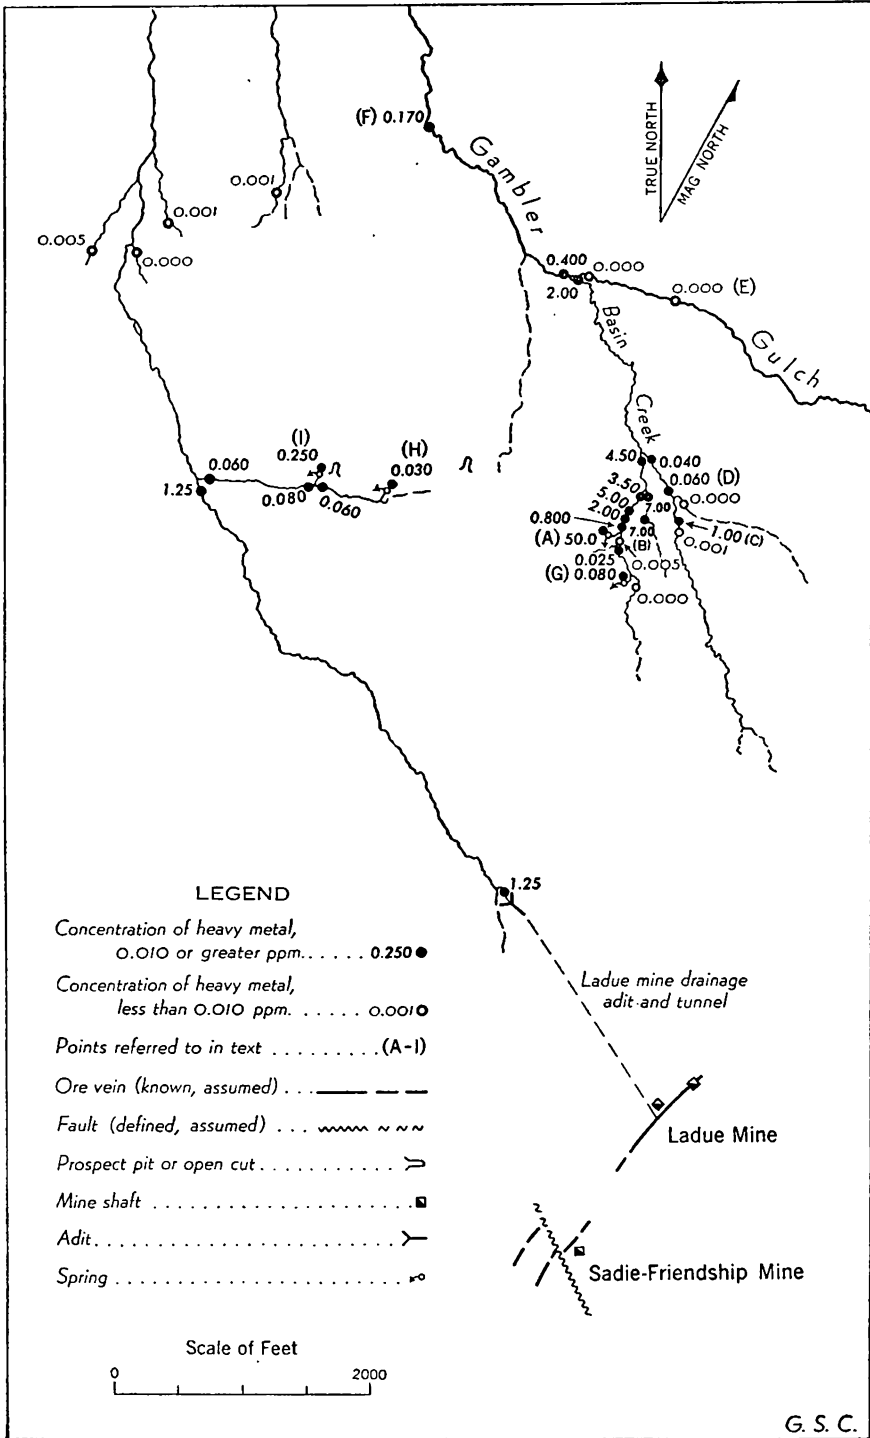 (F) 0.170
TRUE NORTH
MAG NORTH
Gambler
0.001
0.001
0.005
0.000
0.400
0.000
2.00
0.000 (E)
Basin
Gulch
Creek
(I)
0.250
(H)
0.030
0.060
1.25
0.080
0.060
4.50
0.040
0.060
(D)
0.000
3.50
5.00
2.00
7.00
0.800
1.00 (C)
(A) 50.0
7.00
(B)
0.001
0.025
0.005
(G) 0.080
0.000
1.25
LEGEND
Concentration of heavy metal,
0.010 or greater ppm...... 0.250
Concentration of heavy metal,
less than 0.010 ppm. ..... 0.001
Points referred to in text ........ (A-I)
Ore vein (known, assumed) ...
Fault (defined, assumed) ...
Prospect pit or open cut...........
Mine shaft ..................
Adit.......................
Spring .....................
Ladue mine drainage
adit and tunnel
Ladue Mine
Sadie-Friendship Mine
Scale of Feet
0 2000
G. S. C.